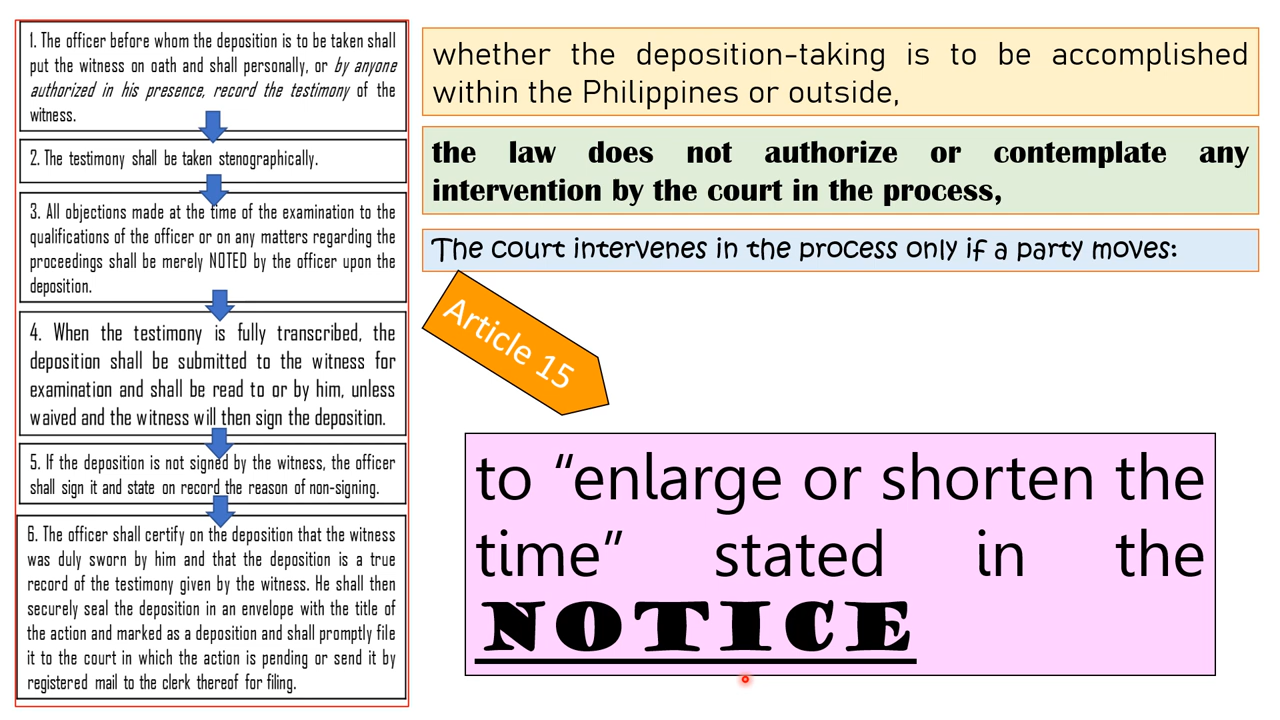 1. The officer before whom the deposition is to be taken shall
put the witness on oath and shall personally, or by anyone
authorized in his presence, record the testimony of the
witness.
2. The testimony shall be taken stenographically.
3. All objections made at the time of the examination to the
qualifications of the officer or on any matters regarding the
proceedings shall be merely NOTED by the officer upon the
deposition.
4. When the testimony is fully transcribed, the
deposition shall be submitted to the witness for
examination and shall be read to or by him, unless
waived and the witness will then sign the deposition.
5. If the deposition is not signed by the witness, the officer
shall sign it and state on record the reason of non-signing.
6. The officer shall certify on the deposition that the witness
was duly sworn by him and that the deposition is a true
record of the testimony given by the witness. He shall then
securely seal the deposition in an envelope with the title of
the action and marked as a deposition and shall promptly file
it to the court in which the action is pending or send it by
registered mail to the clerk thereof for filing.
whether the deposition-taking is to be accomplished
within the Philippines or outside,
the law does not authorize or contemplate any
intervention by the court in the process,
The court intervenes in the process only if a party moves:
Article 15
to “enlarge or shorten the
time” stated in the
NOTICE